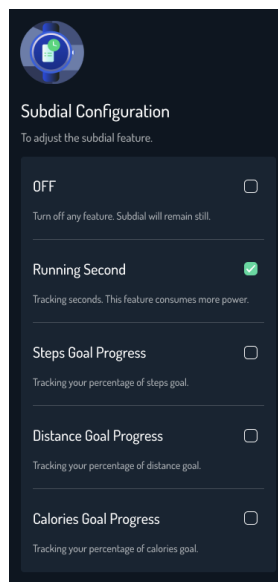 Subdial Configuration
To adjust the subdial feature.
OFF
Turn off any feature. Subdial will remain still.
Running Second
Tracking seconds. This feature consumes more power.
Steps Goal Progress
Tracking your percentage of steps goal.
Distance Goal Progress
Tracking your percentage of distance goal.
Calories Goal Progress
Tracking your percentage of calories goal.